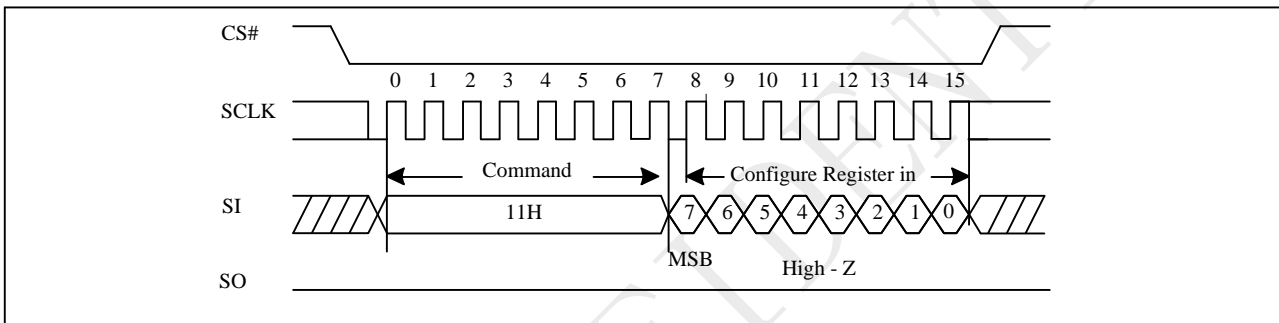 CS#
0 1 2 3 4 5 6 7 8 9 10 11 12 13 14 15
SCLK
Command Configure Register in
SI 11H 7 6 5 4 3 2 1 0
MSB High - Z
SO